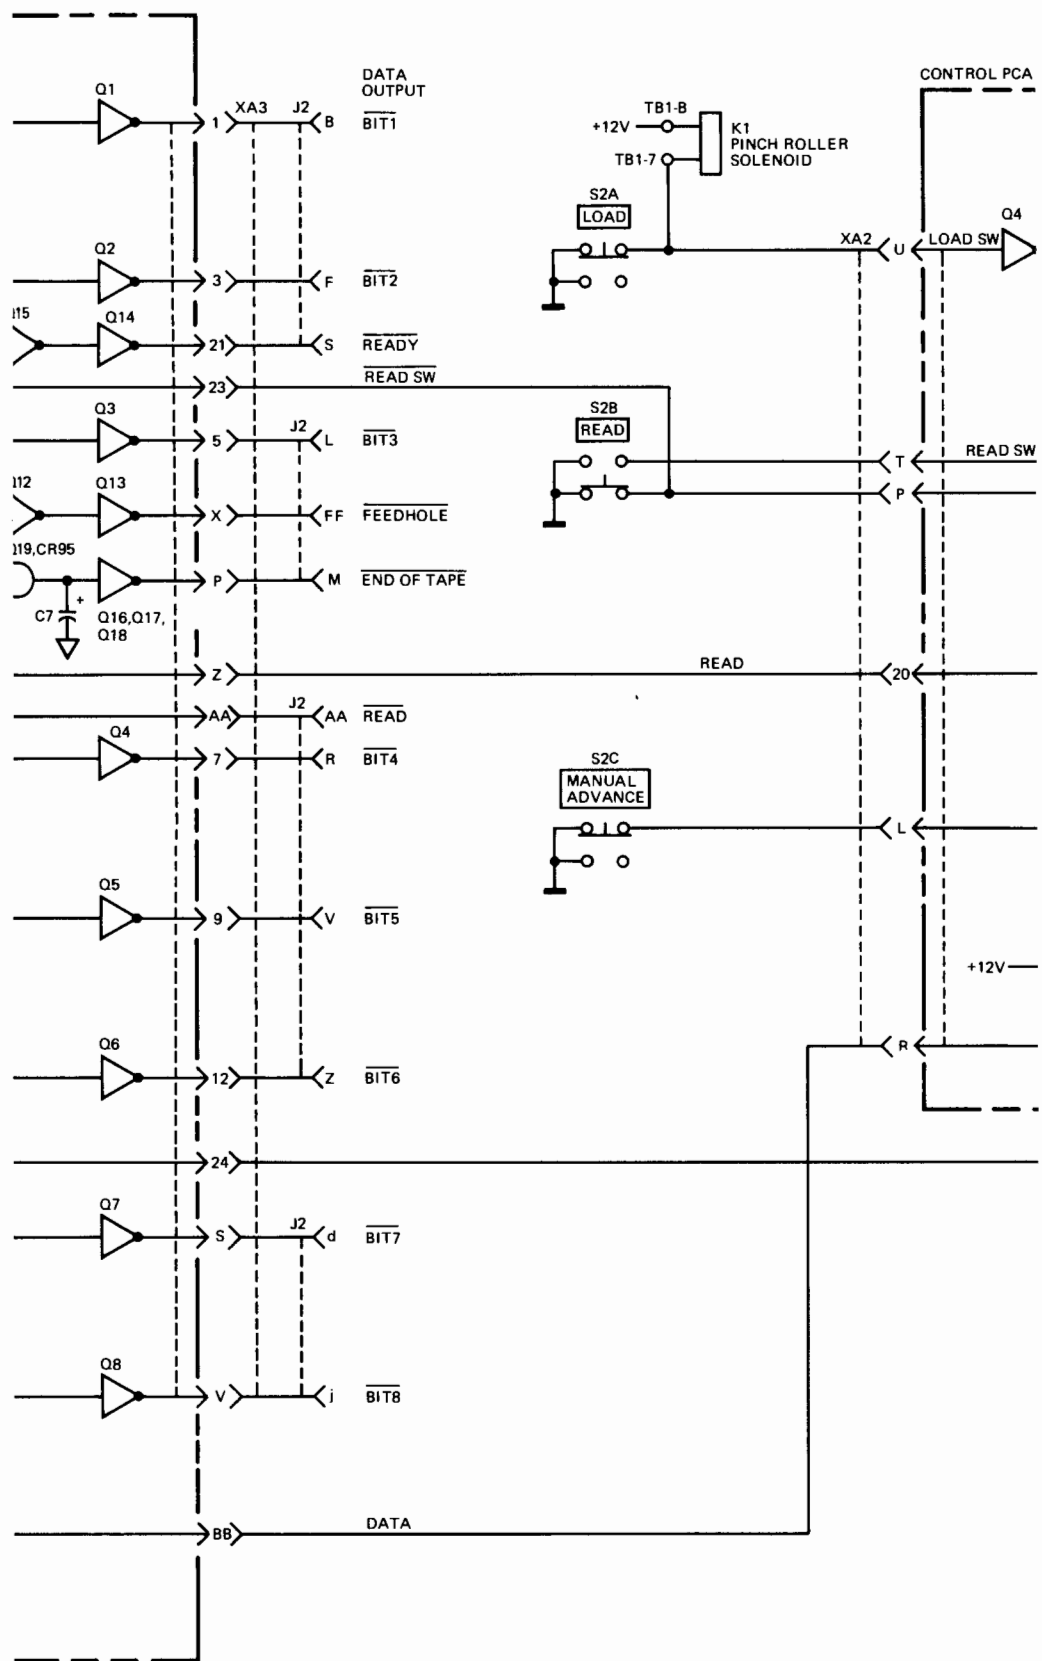 DATA
OUTPUT
CONTROL PCA
Q1
1
XA3
J2
B
BIT1
TB1-B
+12V
K1
PINCH ROLLER
SOLENOID
TB1-7
S2A
LOAD
XA2
U
LOAD SW
Q4
Q2
3
F
BIT2
Q14
21
S
READY
23
READ SW
Q3
5
J2
L
BIT3
S2B
READ
T
READ SW
P
Q13
X
FF
FEEDHOLE
Q19,CR95
P
M
END OF TAPE
+
C7
Q16,Q17,
Q18
Z
READ
20
AA
J2
AA
READ
Q4
7
R
BIT4
S2C
MANUAL
ADVANCE
L
Q5
9
V
BIT5
+12V
Q6
12
Z
BIT6
R
24
Q7
S
J2
d
BIT7
Q8
V
j
BIT8
BB
DATA